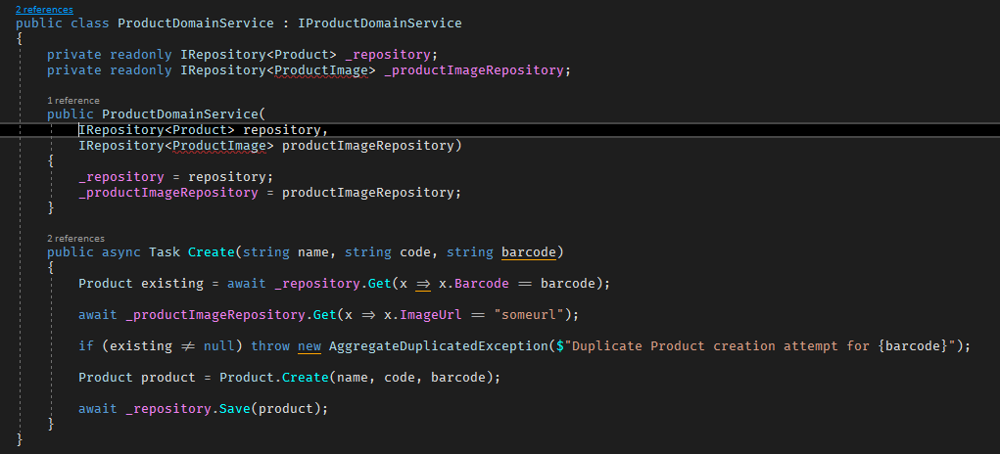 2 references
public class ProductDomainService : IProductDomainService
{
private readonly IRepository<Product> _repository;
private readonly IRepository<ProductImage> _productImageRepository;
1 reference
public ProductDomainService(
IRepository<Product> repository,
IRepository<ProductImage> productImageRepository)
{
_repository = repository;
_productImageRepository = productImageRepository;
}
2 references
public async Task Create(string name, string code, string barcode)
{
Product existing = await _repository.Get(x => x.Barcode == barcode);
await _productImageRepository.Get(x => x.ImageUrl == "someurl");
if (existing != null) throw new AggregateDuplicatedException($"Duplicate Product creation attempt for {barcode}");
Product product = Product.Create(name, code, barcode);
await _repository.Save(product);
}
}